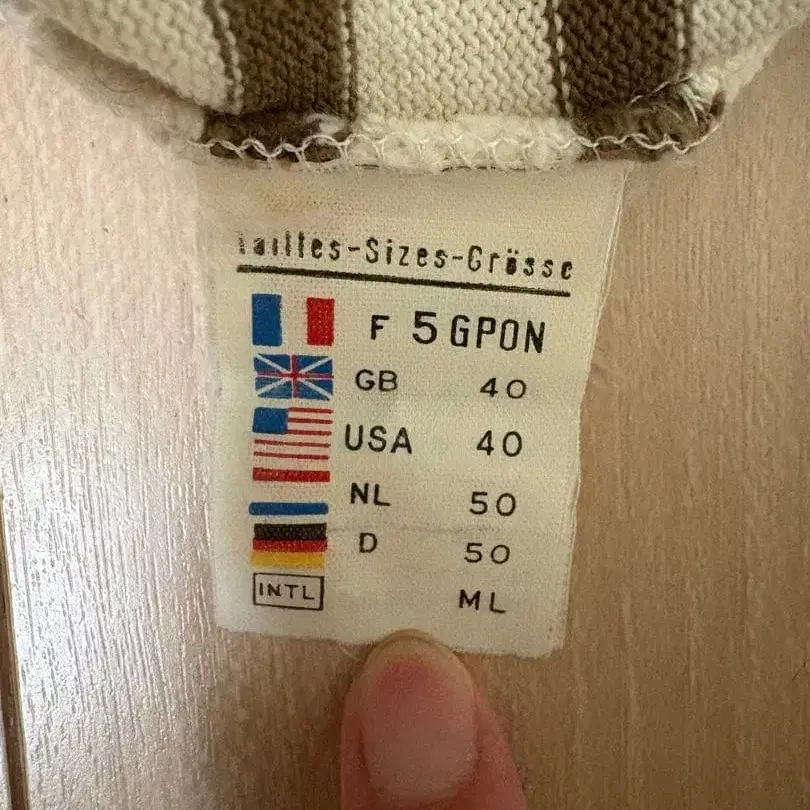 Tailles-Sizes-Grösse
F 5 GPON
GB 40
USA 40
NL 50
D 50
INTL ML